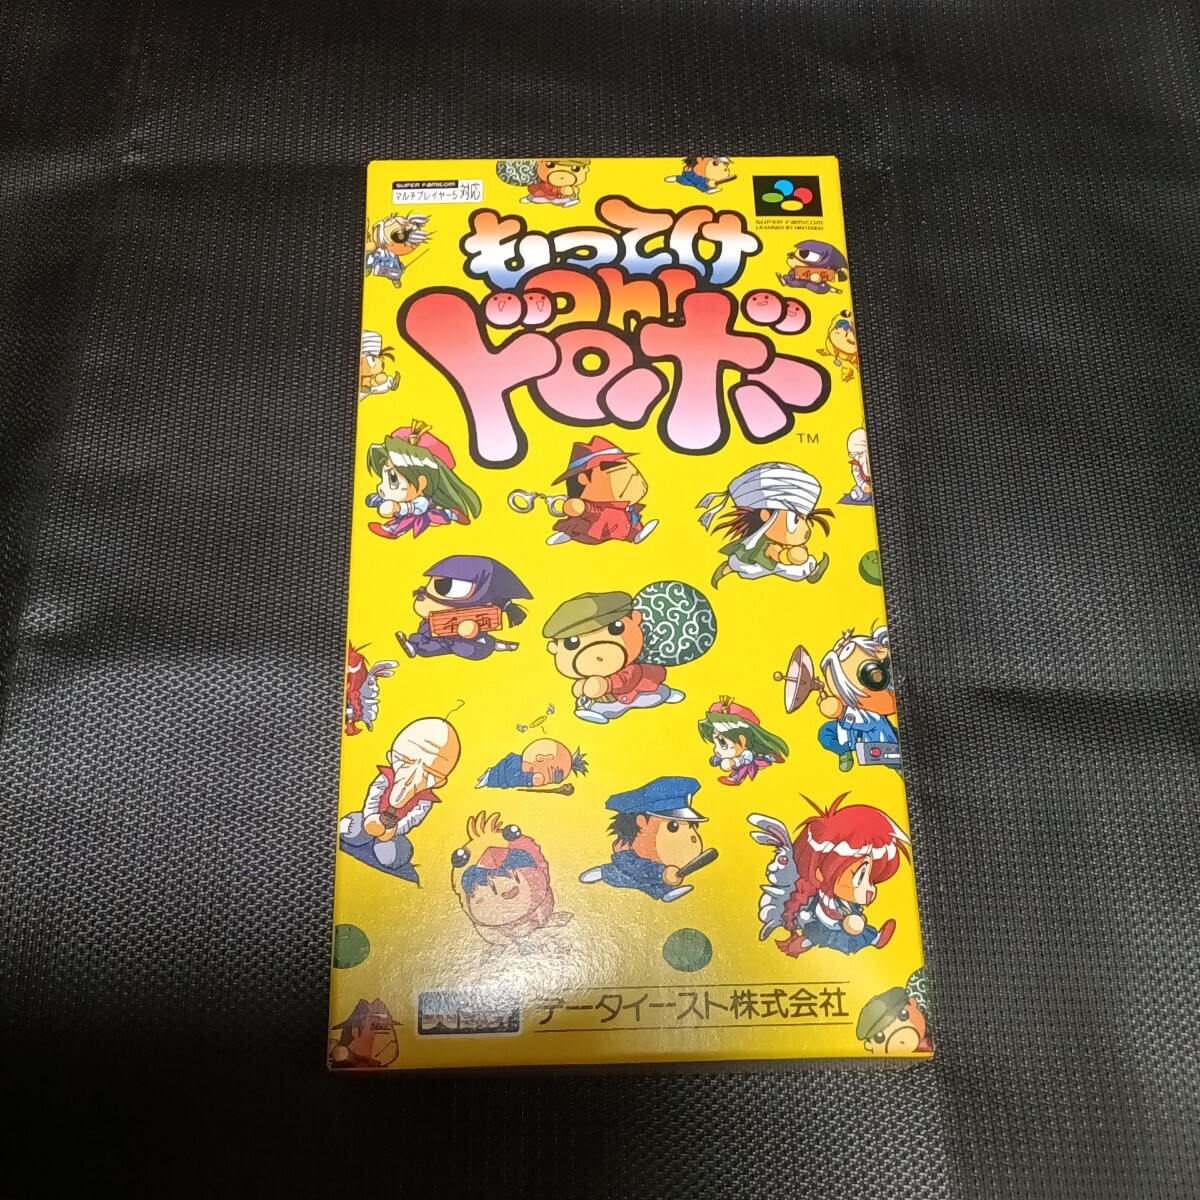 SUPER FAMICOM
マルチプレイヤー5対応
SUPER FAMICOM
LICENSED BY NINTENDO
もってけ
Oh!
ドロボー
TM
データイースト株式会社